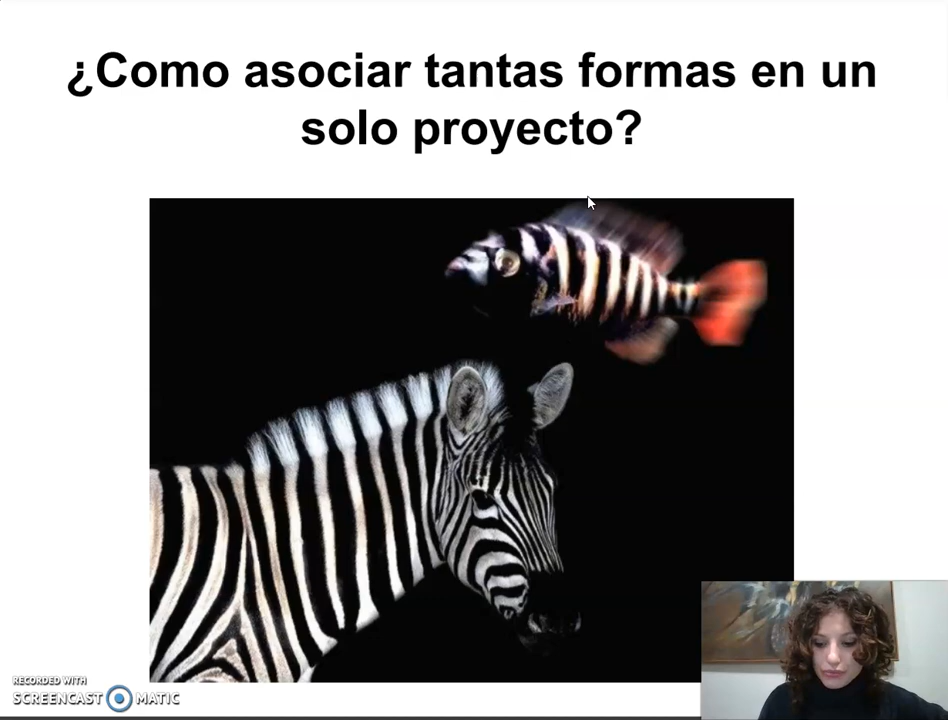 ¿Como asociar tantas formas en un
solo proyecto?
RECORDED WITH
SCREENCAST MATIC